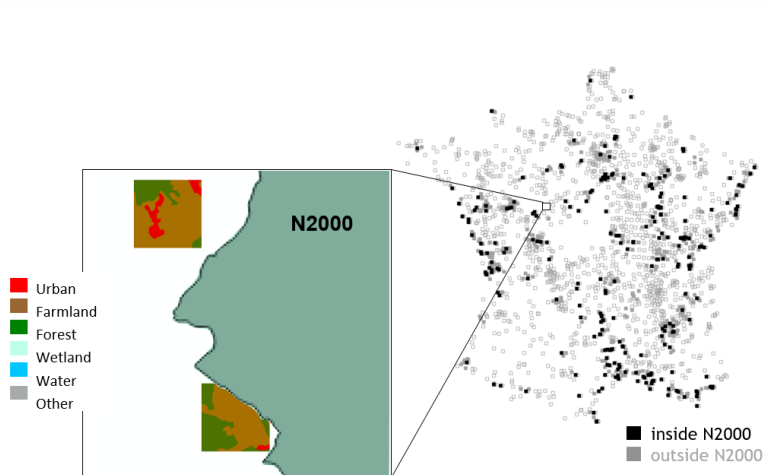 N2000
Urban
Farmland
Forest
Wetland
Water
Other
inside N2000
outside N2000